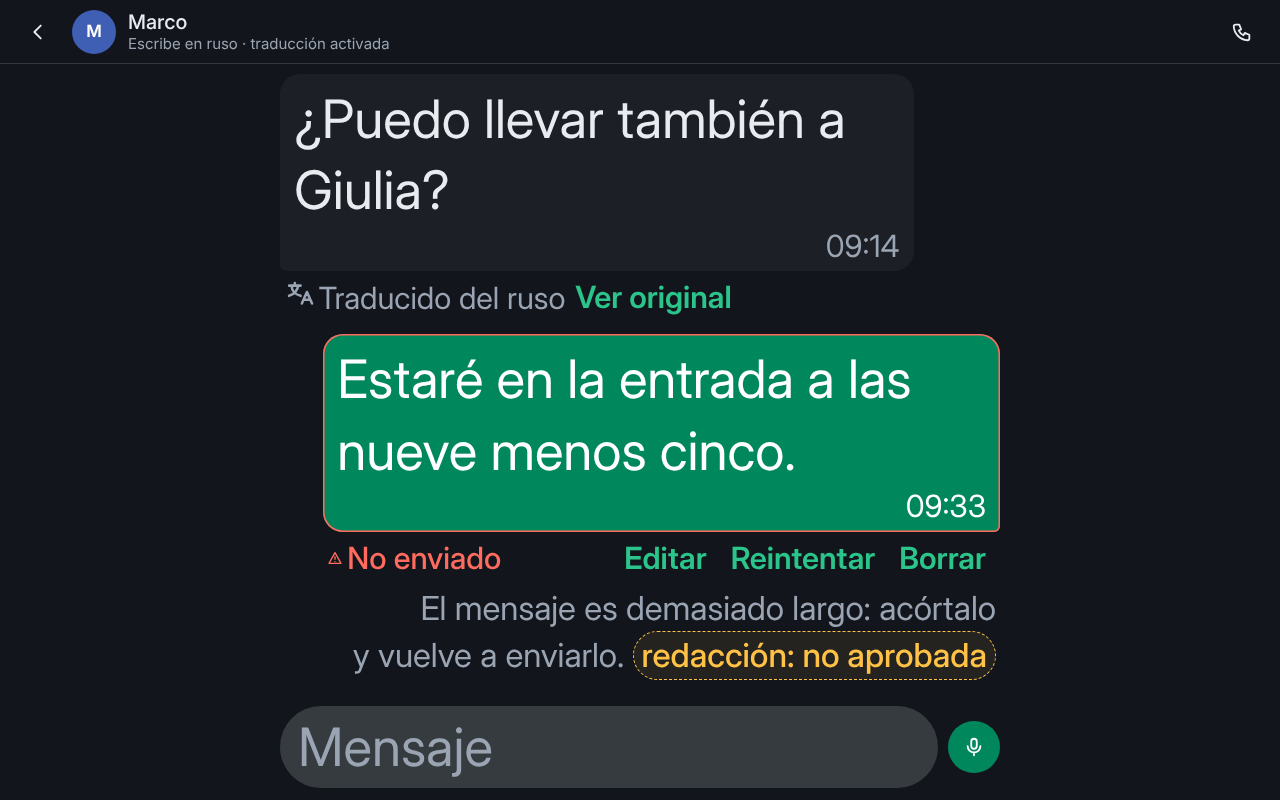 M
Marco
Escribe en ruso · traducción activada
¿Puedo llevar también a
Giulia?
09:14
Traducido del ruso Ver original
Estaré en la entrada a las
nueve menos cinco.
09:33
No enviado Editar Reintentar Borrar
El mensaje es demasiado largo: acórtalo
y vuelve a enviarlo. redacción: no aprobada
Mensaje